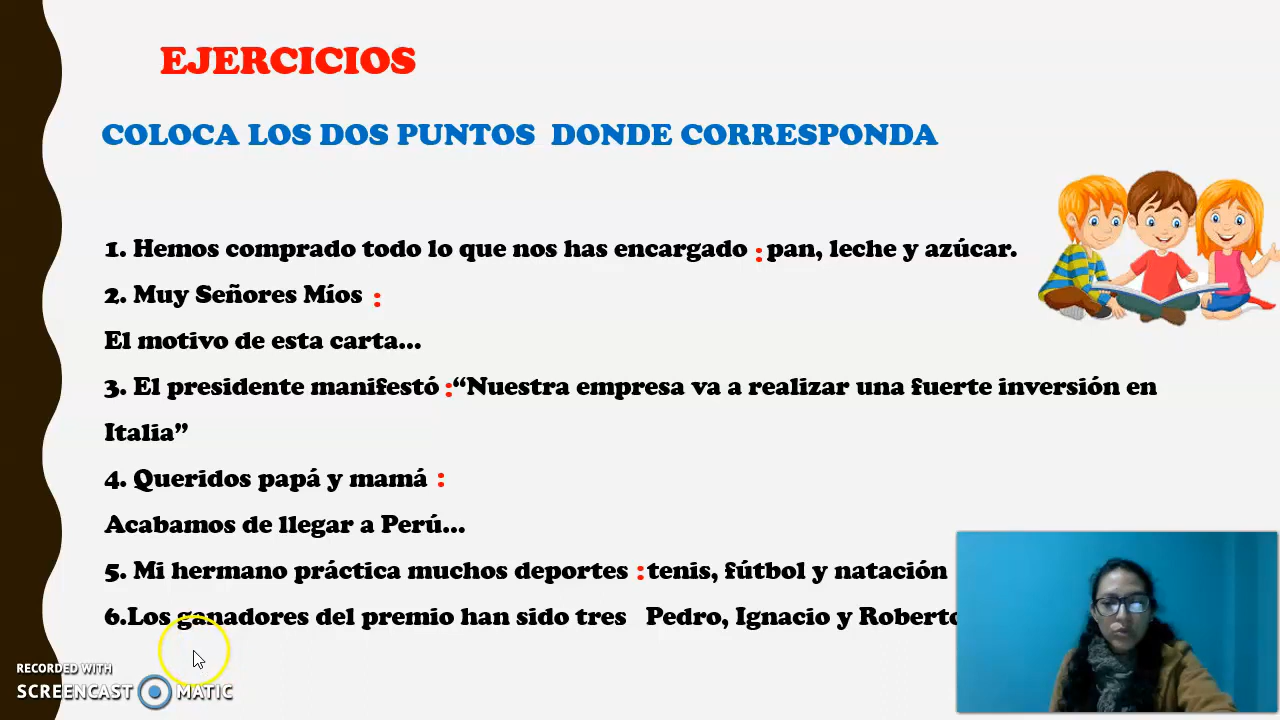 EJERCICIOS
COLOCA LOS DOS PUNTOS DONDE CORRESPONDA
1. Hemos comprado todo lo que nos has encargado : pan, leche y azúcar.
2. Muy Señores Míos :
El motivo de esta carta...
3. El presidente manifestó :“Nuestra empresa va a realizar una fuerte inversión en
Italia”
4. Queridos papá y mamá :
Acabamos de llegar a Perú...
5. Mi hermano práctica muchos deportes : tenis, fútbol y natación
6.Los ganadores del premio han sido tres Pedro, Ignacio y Roberto
RECORDED WITH
SCREENCAST MATIC